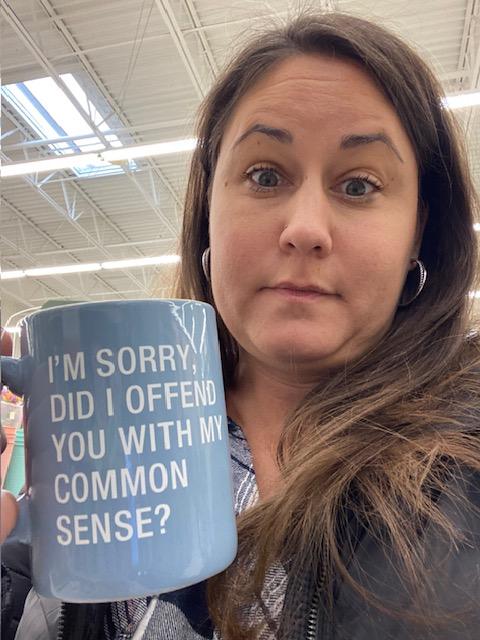 I'M SORRY,
DID I OFFEND
YOU WITH MY
COMMON
SENSE?